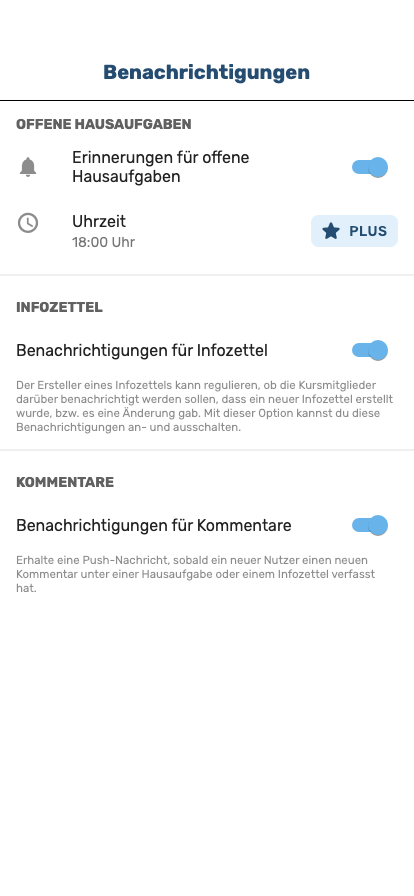 Benachrichtigungen
OFFENE HAUSAUFGABEN
Erinnerungen für offene
Hausaufgaben
Uhrzeit
18:00 Uhr
PLUS
INFOZETTEL
Benachrichtigungen für Infozettel
Der Ersteller eines Infozettels kann regulieren, ob die Kursmitglieder
darüber benachrichtigt werden sollen, dass ein neuer Infozettel erstellt
wurde, bzw. es eine Änderung gab. Mit dieser Option kannst du diese
Benachrichtigungen an- und ausschalten.
KOMMENTARE
Benachrichtigungen für Kommentare
Erhalte eine Push-Nachricht, sobald ein neuer Nutzer einen neuen
Kommentar unter einer Hausaufgabe oder einem Infozettel verfasst
hat.